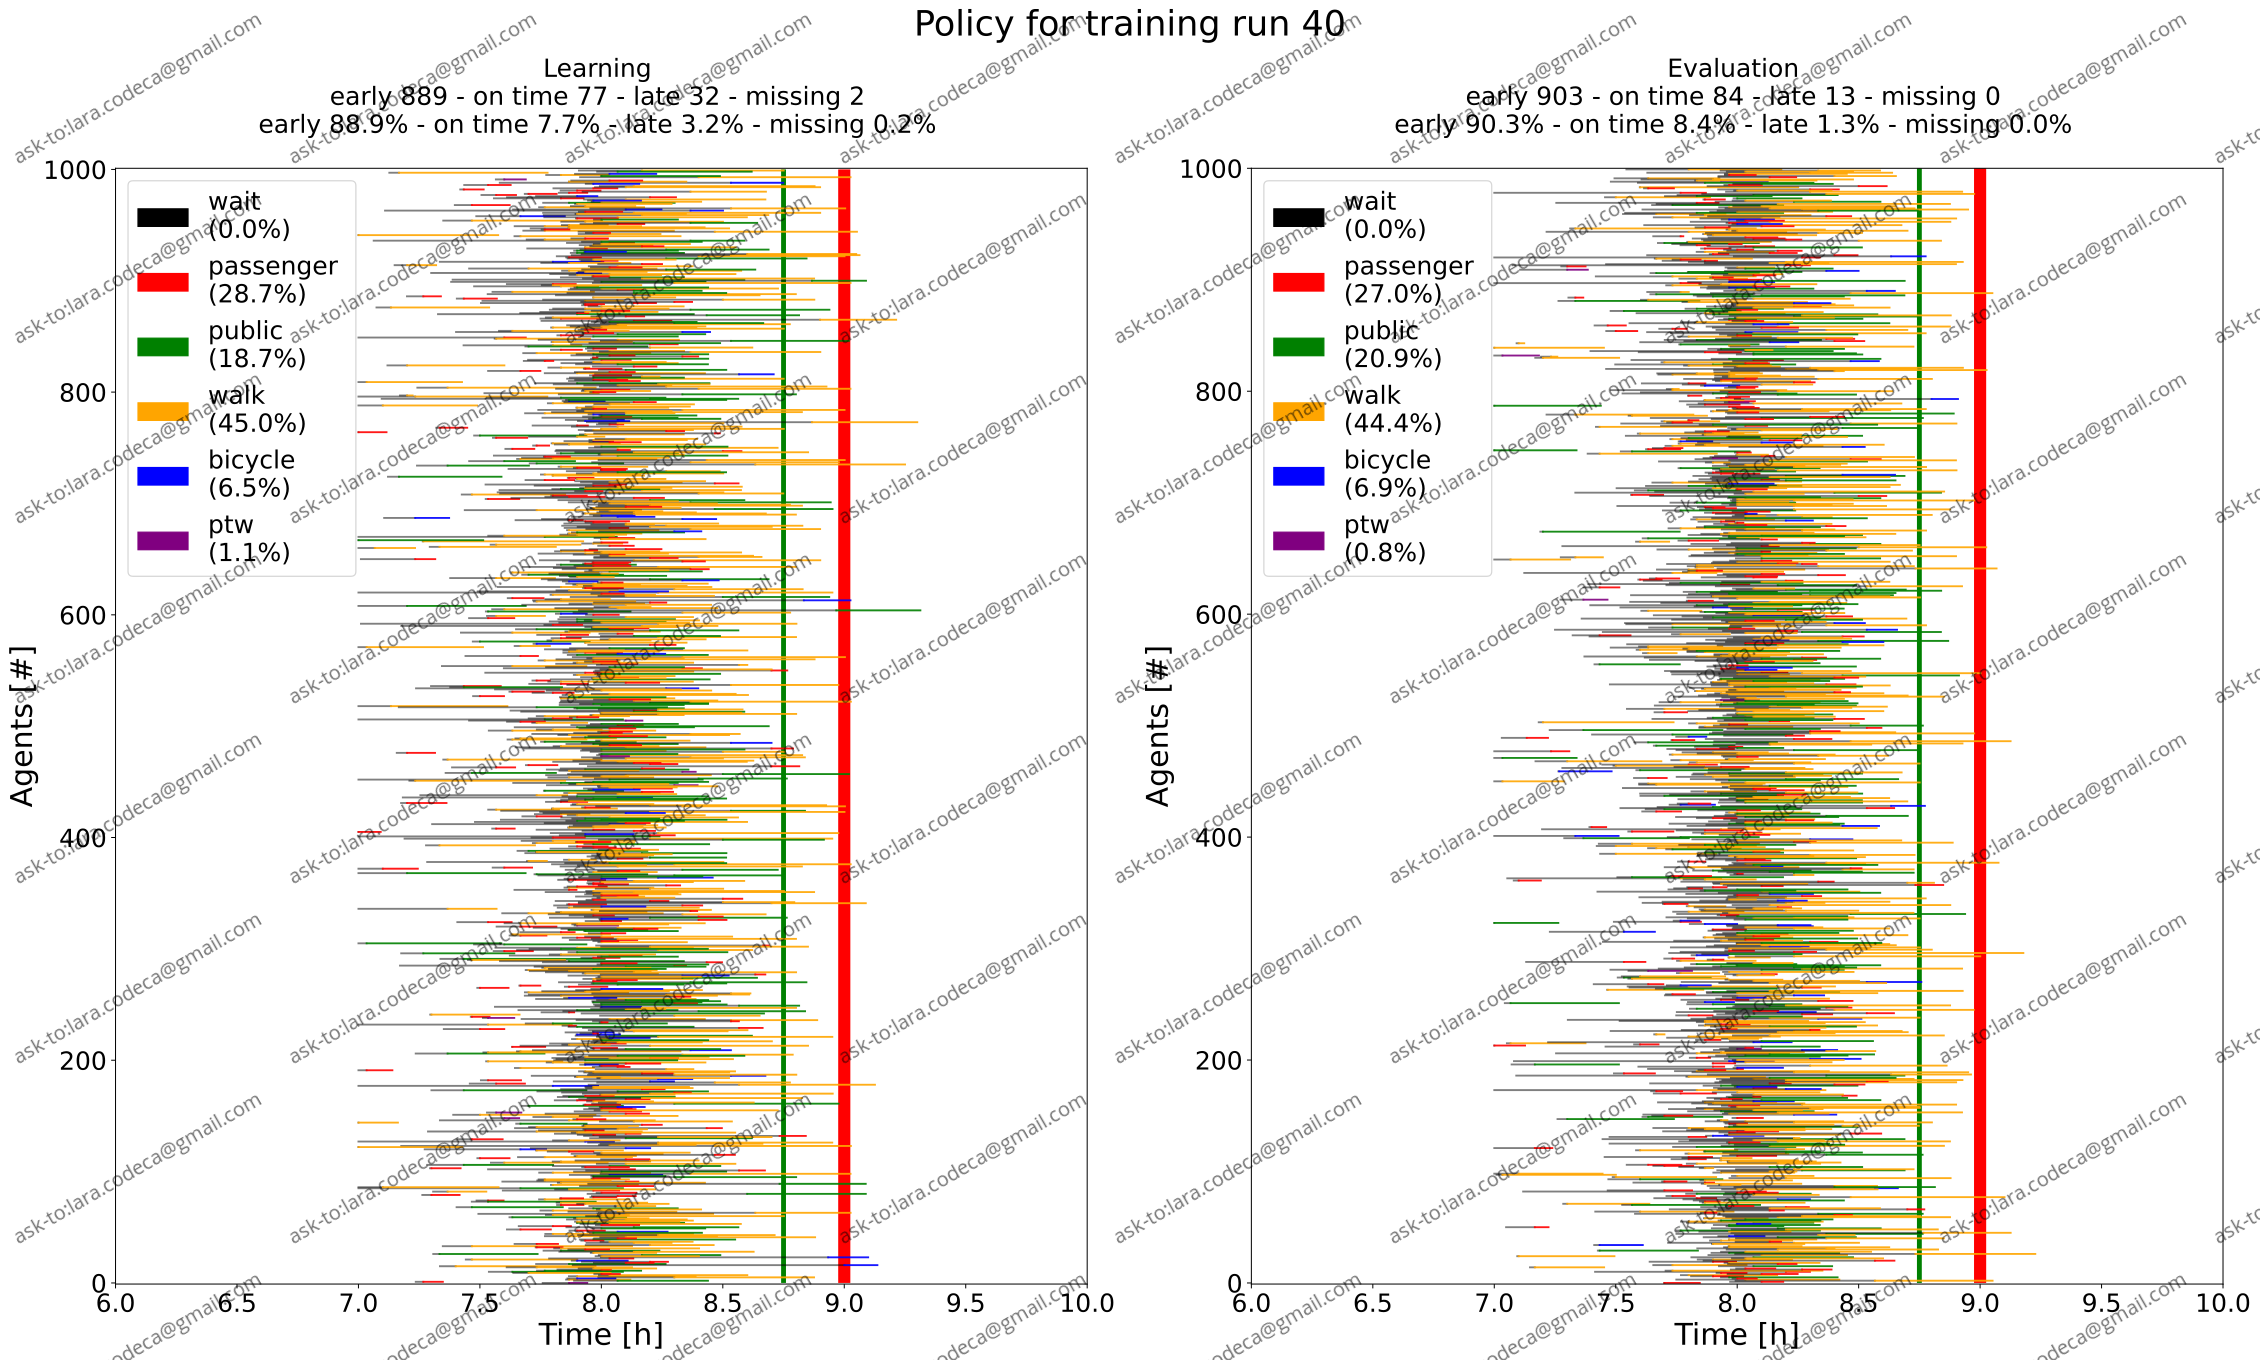 Policy for training run 40
Learning
early 889 - on time 77 - late 32 - missing 2
early 88.9% - on time 7.7% - late 3.2% - missing 0.2%
1000
800
600
400
200
0
Agents [#]
wait
(0.0%)
passenger
(28.7%)
public
(18.7%)
walk
(45.0%)
bicycle
(6.5%)
ptw
(1.1%)
6.0 6.5 7.0 7.5 8.0 8.5 9.0 9.5 10.0
Time [h]
Evaluation
early 903 - on time 84 - late 13 - missing 0
early 90.3% - on time 8.4% - late 1.3% - missing 0.0%
1000
800
600
400
200
0
Agents [#]
wait
(0.0%)
passenger
(27.0%)
public
(20.9%)
walk
(44.4%)
bicycle
(6.9%)
ptw
(0.8%)
6.0 6.5 7.0 7.5 8.0 8.5 9.0 9.5 10.0
Time [h]
ask-to:lara.codeca@gmail.com